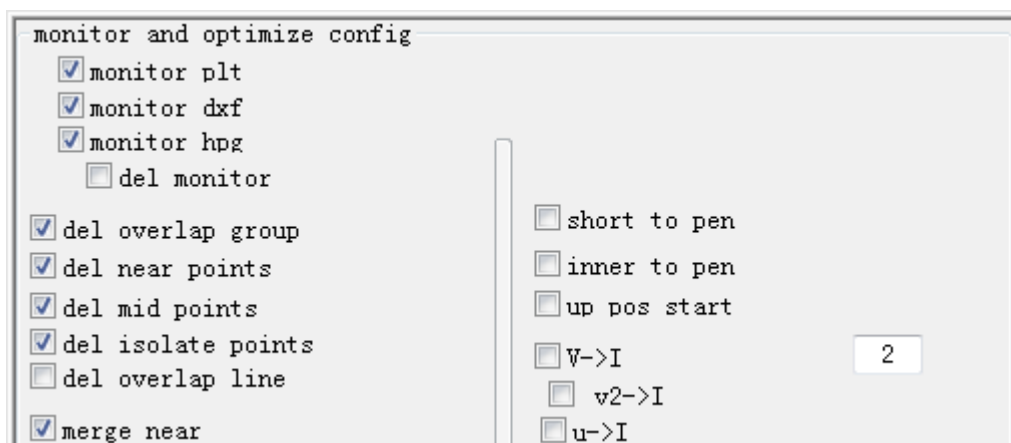 monitor and optimize config
monitor plt
monitor dxf
monitor hpg
del monitor
del overlap group
del near points
del mid points
del isolate points
del overlap line
merge near
short to pen
inner to pen
up pos start
V->I
2
v2->I
u->I